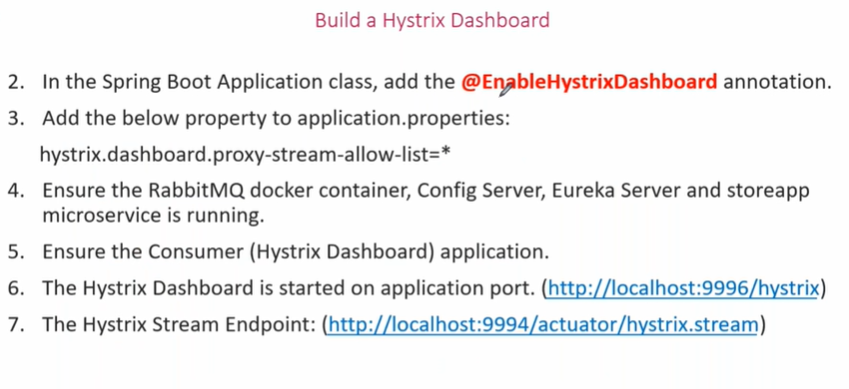 Build a Hystrix Dashboard
2. In the Spring Boot Application class, add the @EnableHystrixDashboard annotation.
3. Add the below property to application.properties:
hystrix.dashboard.proxy-stream-allow-list=*
4. Ensure the RabbitMQ docker container, Config Server, Eureka Server and storeapp
microservice is running.
5. Ensure the Consumer (Hystrix Dashboard) application.
6. The Hystrix Dashboard is started on application port. (http://localhost:9996/hystrix)
7. The Hystrix Stream Endpoint: (http://localhost:9994/actuator/hystrix.stream)